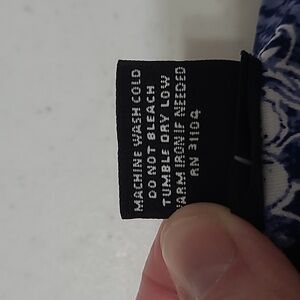 MACHINE WASH COLD
DO NOT BLEACH
TUMBLE DRY LOW
WARM IRON IF NEEDED
RN 31104